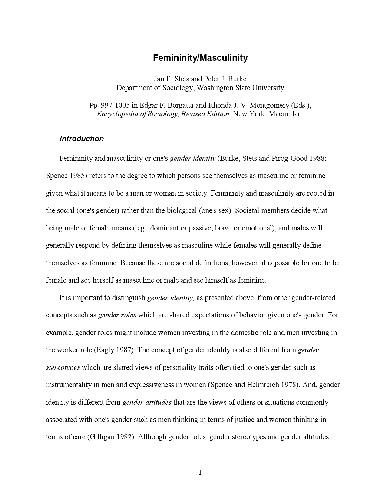 Femininity/Masculinity
Jan E. Stets and Peter J. Burke
Department of Sociology, Washington State University
Pp. 997-1005 in Edgar F. Borgatta and Rhonda J. V. Montgomery (Eds.),
Encyclopedia of Sociology, Revised Edition. New York: Macmillan.
Introduction
Femininity and masculinity or one's gender identity (Burke, Stets and Pirog-Good 1988;
Spence 1985) refers to the degree to which persons see themselves as masculine or feminine
given what it means to be a man or woman in society. Femininity and masculinity are rooted in
the social (one's gender) rather than the biological (one's sex). Societal members decide what
being male or female means (e.g., dominant or passive, brave or emotional), and males will
generally respond by defining themselves as masculine while females will generally define
themselves as feminine. Because these are social definitions, however, it is possible for one to be
female and see herself as masculine or male and see himself as feminine.
It is important to distinguish gender identity, as presented above, from other gender-related
concepts such as gender roles which are shared expectations of behavior given one's gender. For
example, gender roles might include women investing in the domestic role and men investing in
the worker role (Eagly 1987). The concept of gender identity is also different from gender
stereotypes which are shared views of personality traits often tied to one's gender such as
instrumentality in men and expressiveness in women (Spence and Helmreich 1978). And, gender
identity is different from gender attitudes that are the views of others or situations commonly
associated with one's gender such as men thinking in terms of justice and women thinking in
terms of care (Gilligan 1982). Although gender roles, gender stereotypes and gender attitudes
1